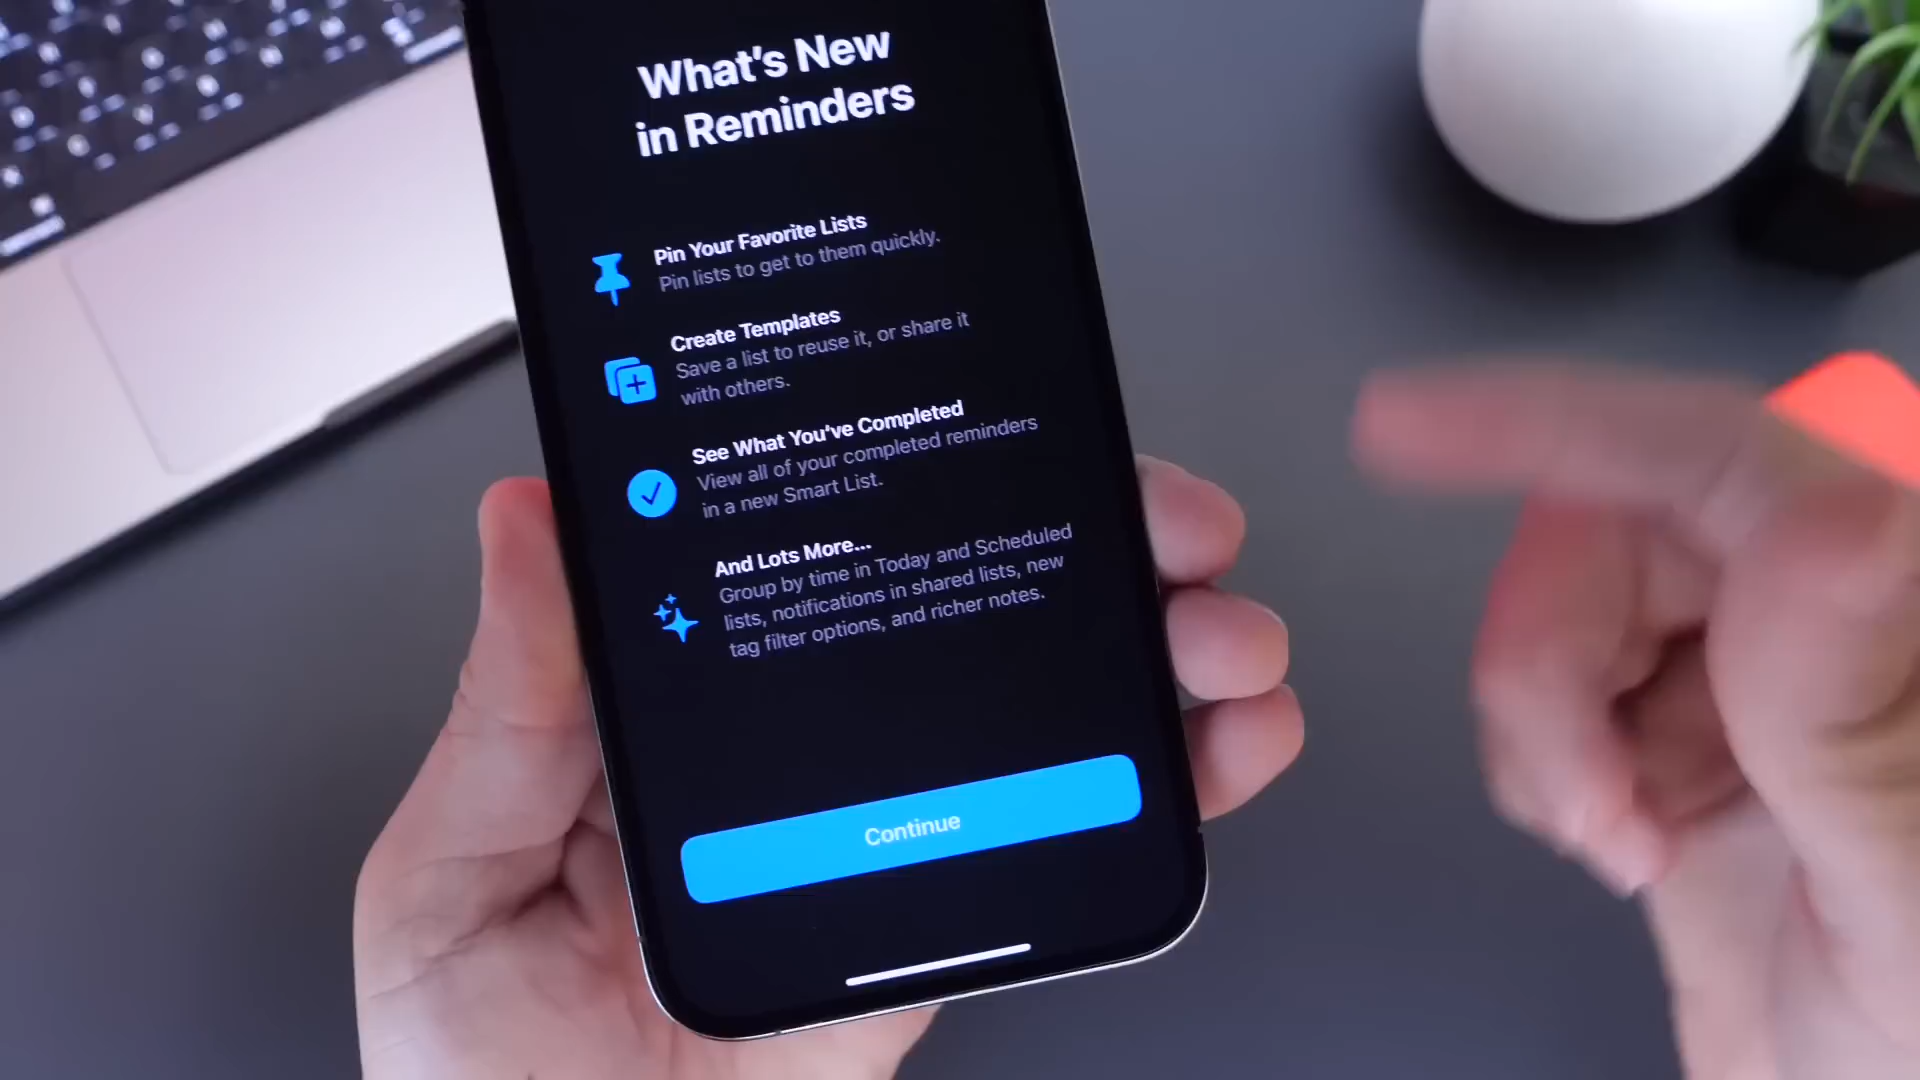 What's New
in Reminders
Pin Your Favorite Lists
Pin lists to get to them quickly.
Create Templates
Save a list to reuse it, or share it
with others.
See What You've Completed
View all of your completed reminders
in a new Smart List.
And Lots More...
Group by time in Today and Scheduled
lists, notifications in shared lists, new
tag filter options, and richer notes.
Continue